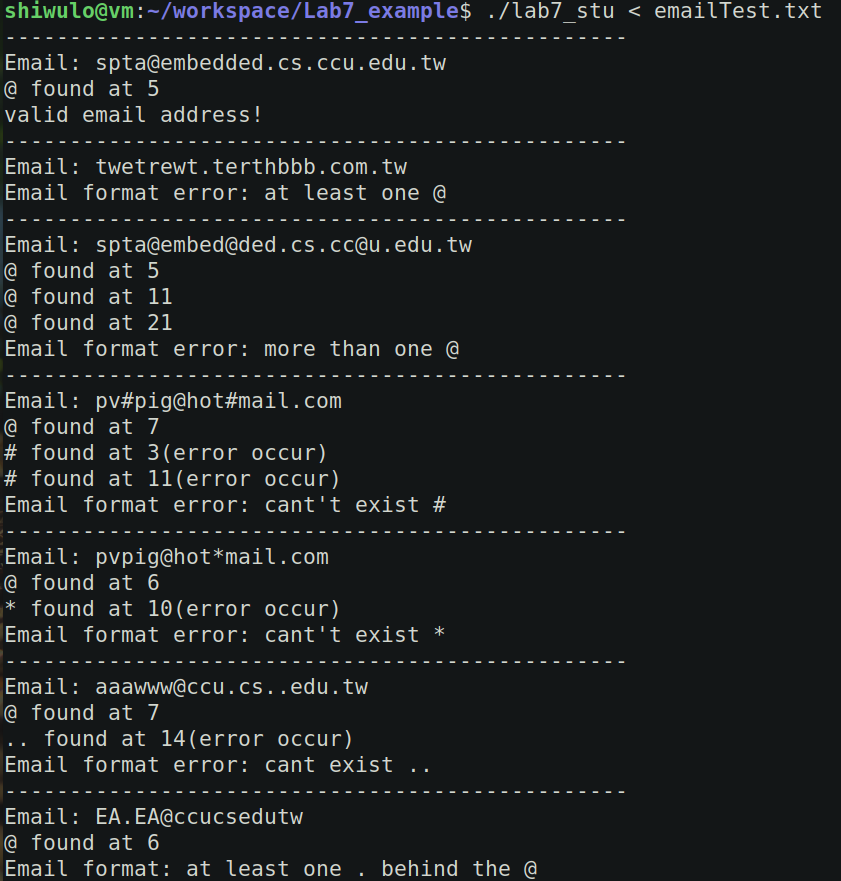 shiwulo@vm:~/workspace/Lab7_example$ ./lab7_stu < emailTest.txt
------------------------------------------------
Email: spta@embedded.cs.ccu.edu.tw
@ found at 5
valid email address!
------------------------------------------------
Email: twetrewt.terthbbb.com.tw
Email format error: at least one @
------------------------------------------------
Email: spta@embed@ded.cs.cc@u.edu.tw
@ found at 5
@ found at 11
@ found at 21
Email format error: more than one @
------------------------------------------------
Email: pv#pig@hot#mail.com
@ found at 7
# found at 3(error occur)
# found at 11(error occur)
Email format error: cant't exist #
------------------------------------------------
Email: pvpig@hot*mail.com
@ found at 6
* found at 10(error occur)
Email format error: cant't exist *
------------------------------------------------
Email: aaawww@ccu.cs..edu.tw
@ found at 7
.. found at 14(error occur)
Email format error: cant exist ..
------------------------------------------------
Email: EA.EA@ccucsedutw
@ found at 6
Email format: at least one . behind the @